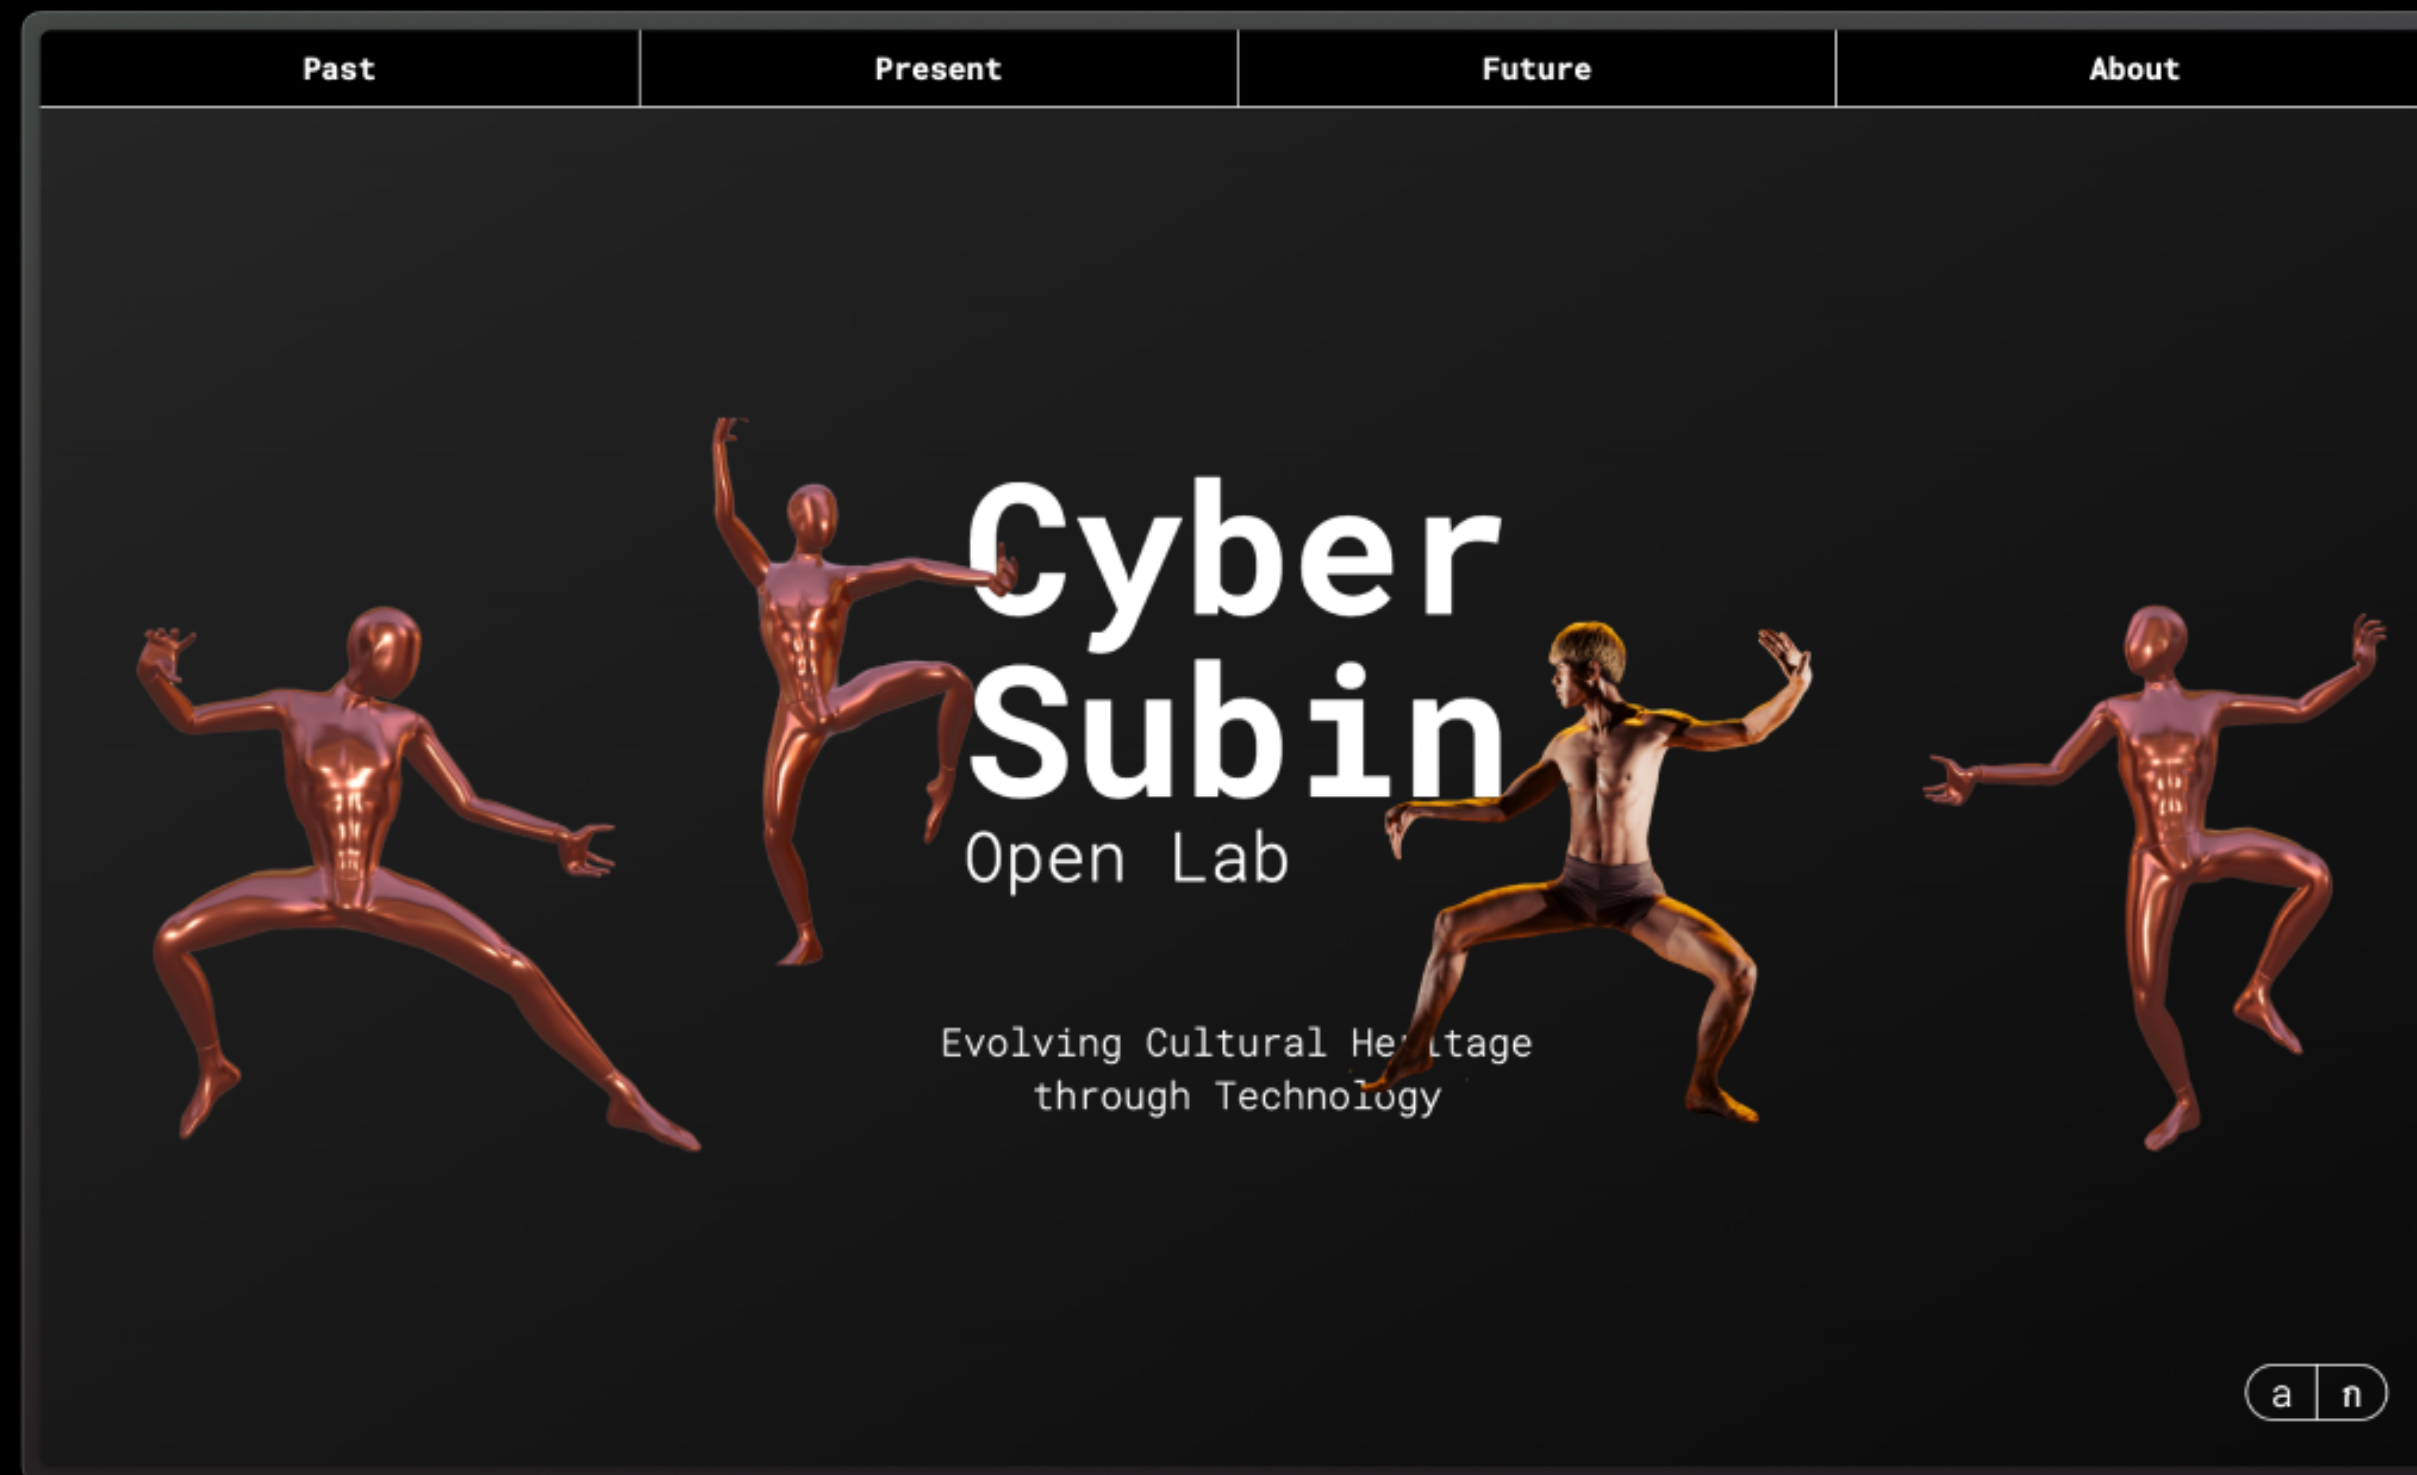 Past
Present
Future
About
Cyber
Subin
Open Lab
Evolving Cultural Heritage
through Technology
a
ก